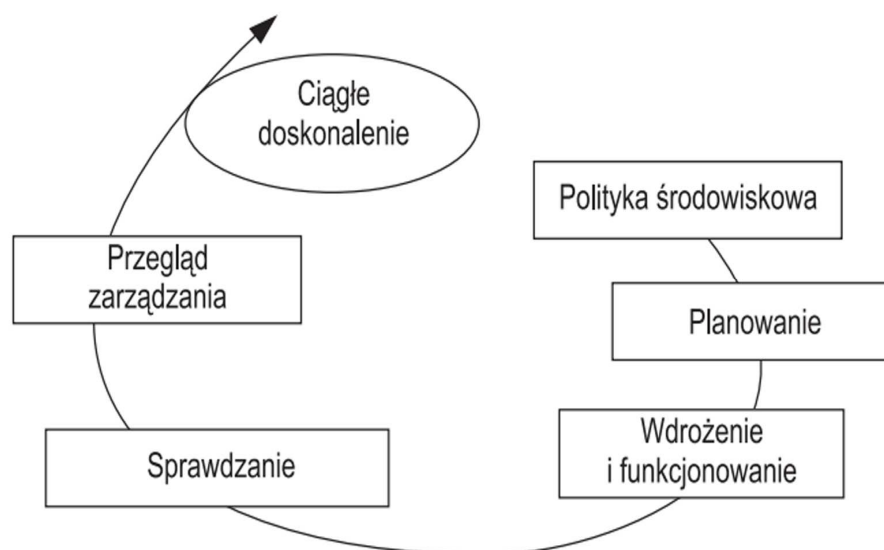 Ciągłe
doskonalenie
Polityka środowiskowa
Przegląd
zarządzania
Planowanie
Wdrożenie
i funkcjonowanie
Sprawdzanie